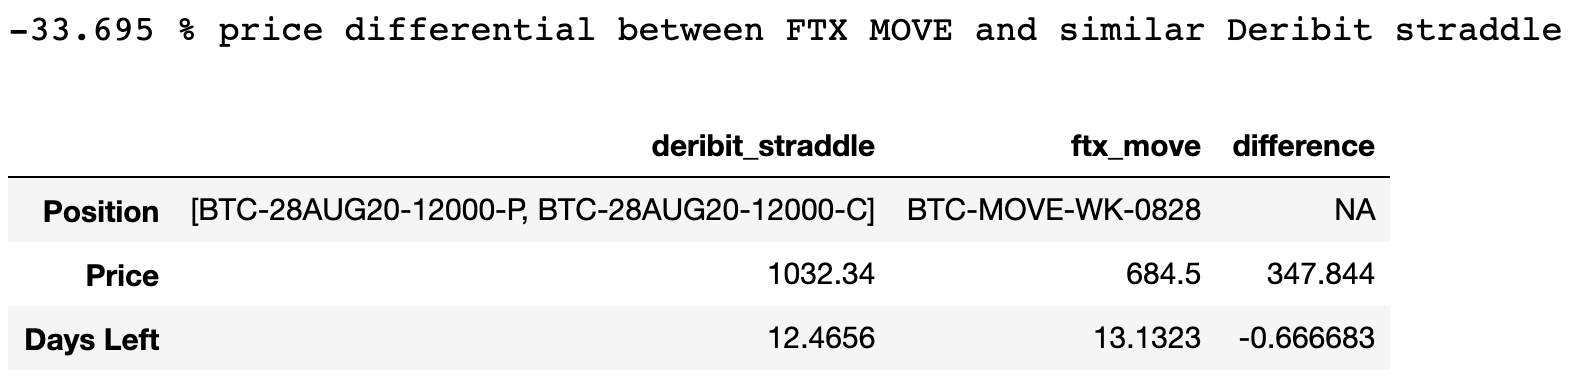 -33.695 % price differential between FTX MOVE and similar Deribit straddle
deribit_straddle ftx_move difference
Position [BTC-28AUG20-12000-P, BTC-28AUG20-12000-C] BTC-MOVE-WK-0828 NA
Price 1032.34 684.5 347.844
Days Left 12.4656 13.1323 -0.666683